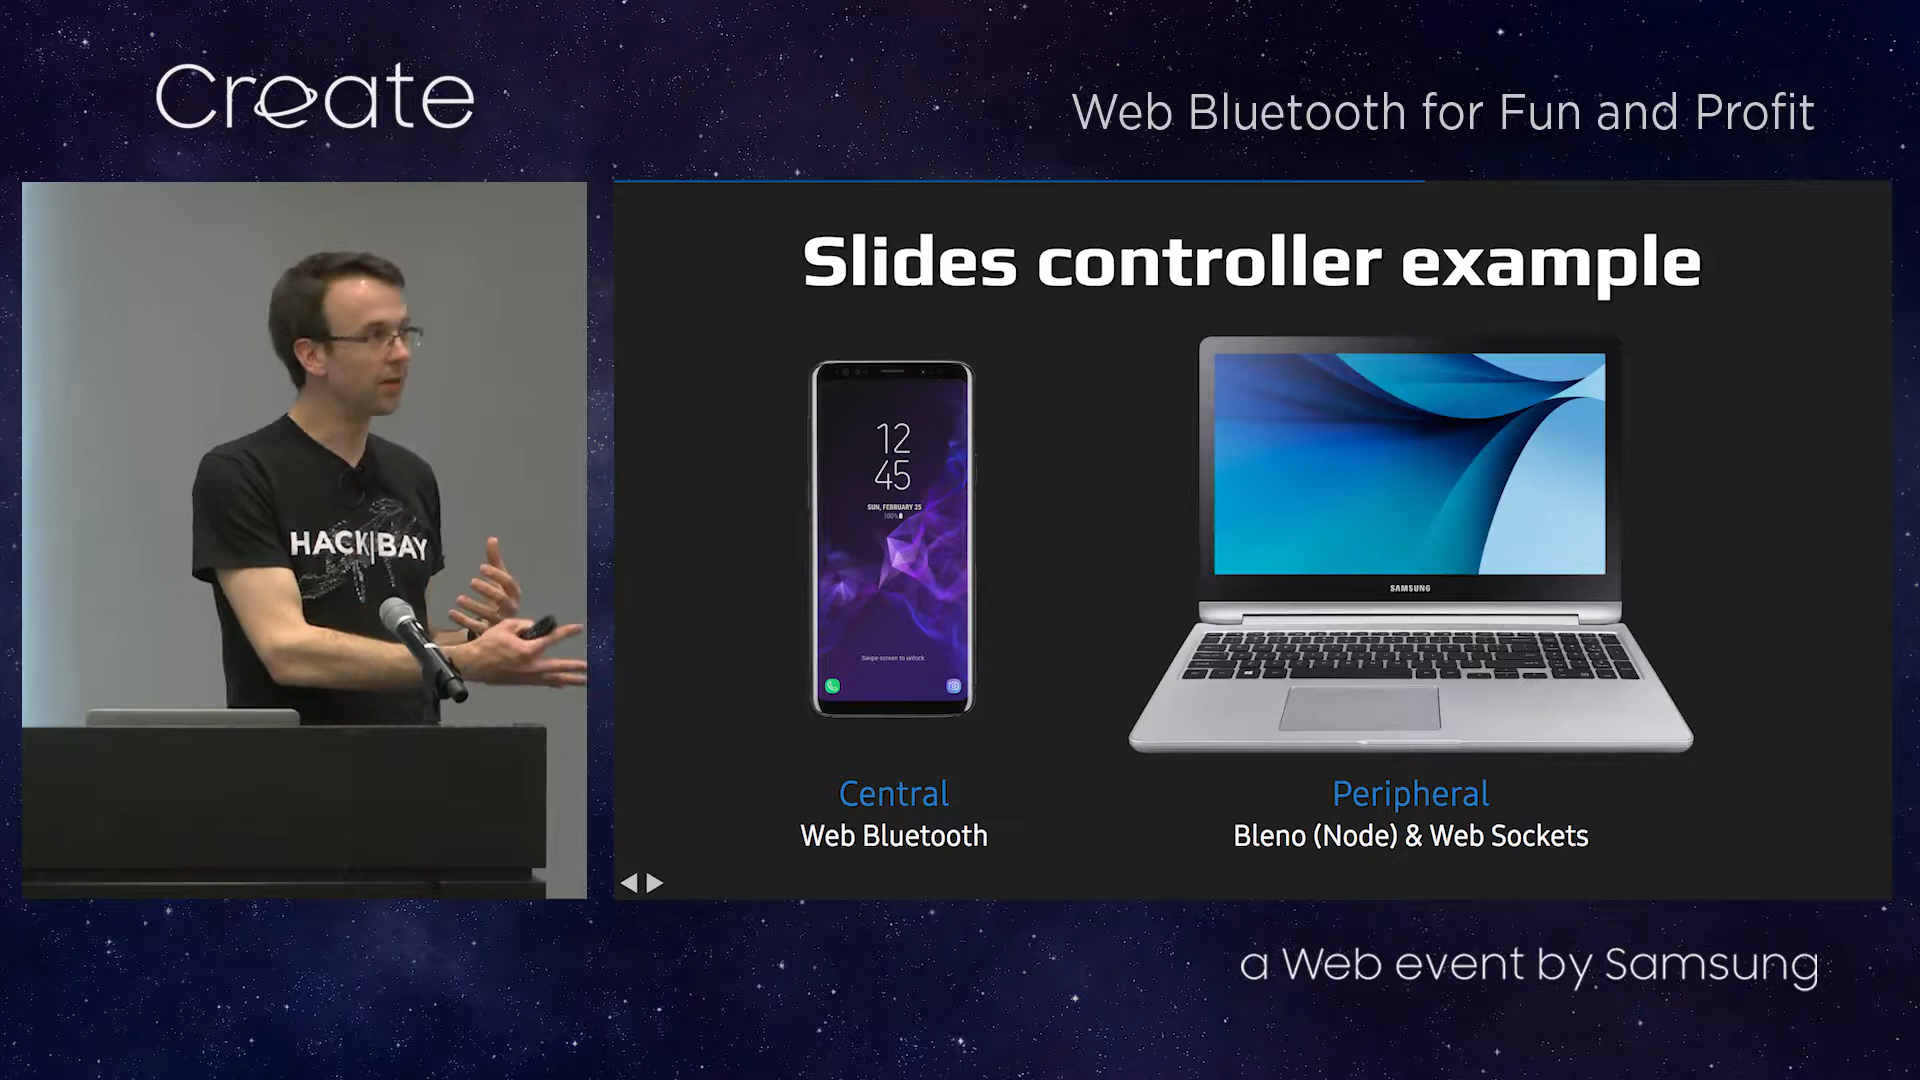 Create
Web Bluetooth for Fun and Profit
Slides controller example
HACK|BAY
12
45
SUN, FEBRUARY 25
100%
Swipe screen to unlock
SAMSUNG
Central
Peripheral
Web Bluetooth
Bleno (Node) & Web Sockets
a Web event by Samsung